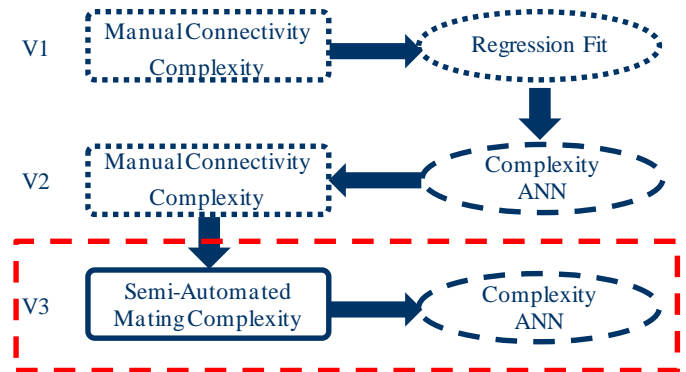 V1
Manual Connectivity
Complexity
Regression Fit
V2
Manual Connectivity
Complexity
Complexity
ANN
V3
Semi-Automated
Mating Complexity
Complexity
ANN